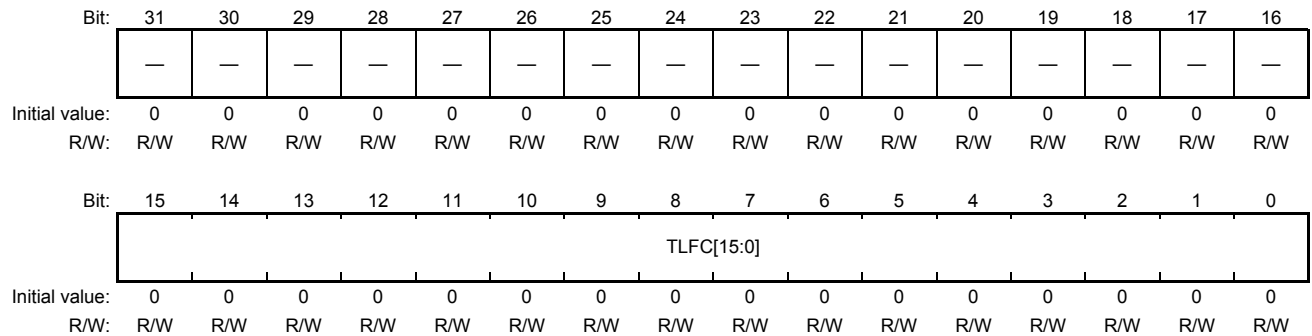 Bit: 31 30 29 28 27 26 25 24 23 22 21 20 19 18 17 16
— — — — — — — — — — — — — — — —
Initial value: 0 0 0 0 0 0 0 0 0 0 0 0 0 0 0 0
R/W: R/W R/W R/W R/W R/W R/W R/W R/W R/W R/W R/W R/W R/W R/W R/W R/W
Bit: 15 14 13 12 11 10 9 8 7 6 5 4 3 2 1 0
TLFC[15:0]
Initial value: 0 0 0 0 0 0 0 0 0 0 0 0 0 0 0 0
R/W: R/W R/W R/W R/W R/W R/W R/W R/W R/W R/W R/W R/W R/W R/W R/W R/W